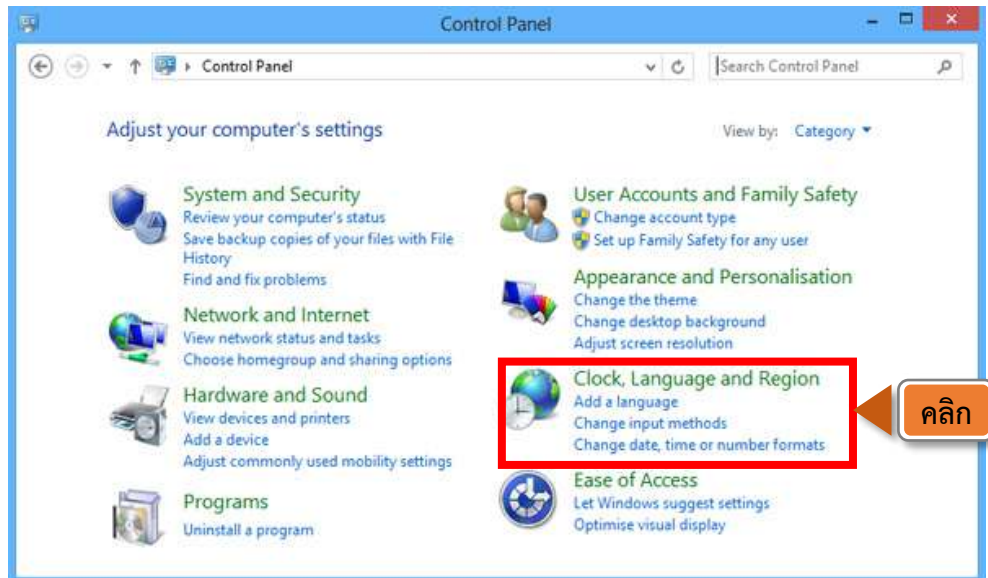 Control Panel
Control Panel
Search Control Panel
Adjust your computer's settings
View by: Category
System and Security
Review your computer's status
Save backup copies of your files with File
History
Find and fix problems
Network and Internet
View network status and tasks
Choose homegroup and sharing options
Hardware and Sound
View devices and printers
Add a device
Adjust commonly used mobility settings
Programs
Uninstall a program
User Accounts and Family Safety
Change account type
Set up Family Safety for any user
Appearance and Personalisation
Change the theme
Change desktop background
Adjust screen resolution
Clock, Language and Region
Add a language
Change input methods
Change date, time or number formats
คลิก
Ease of Access
Let Windows suggest settings
Optimise visual display